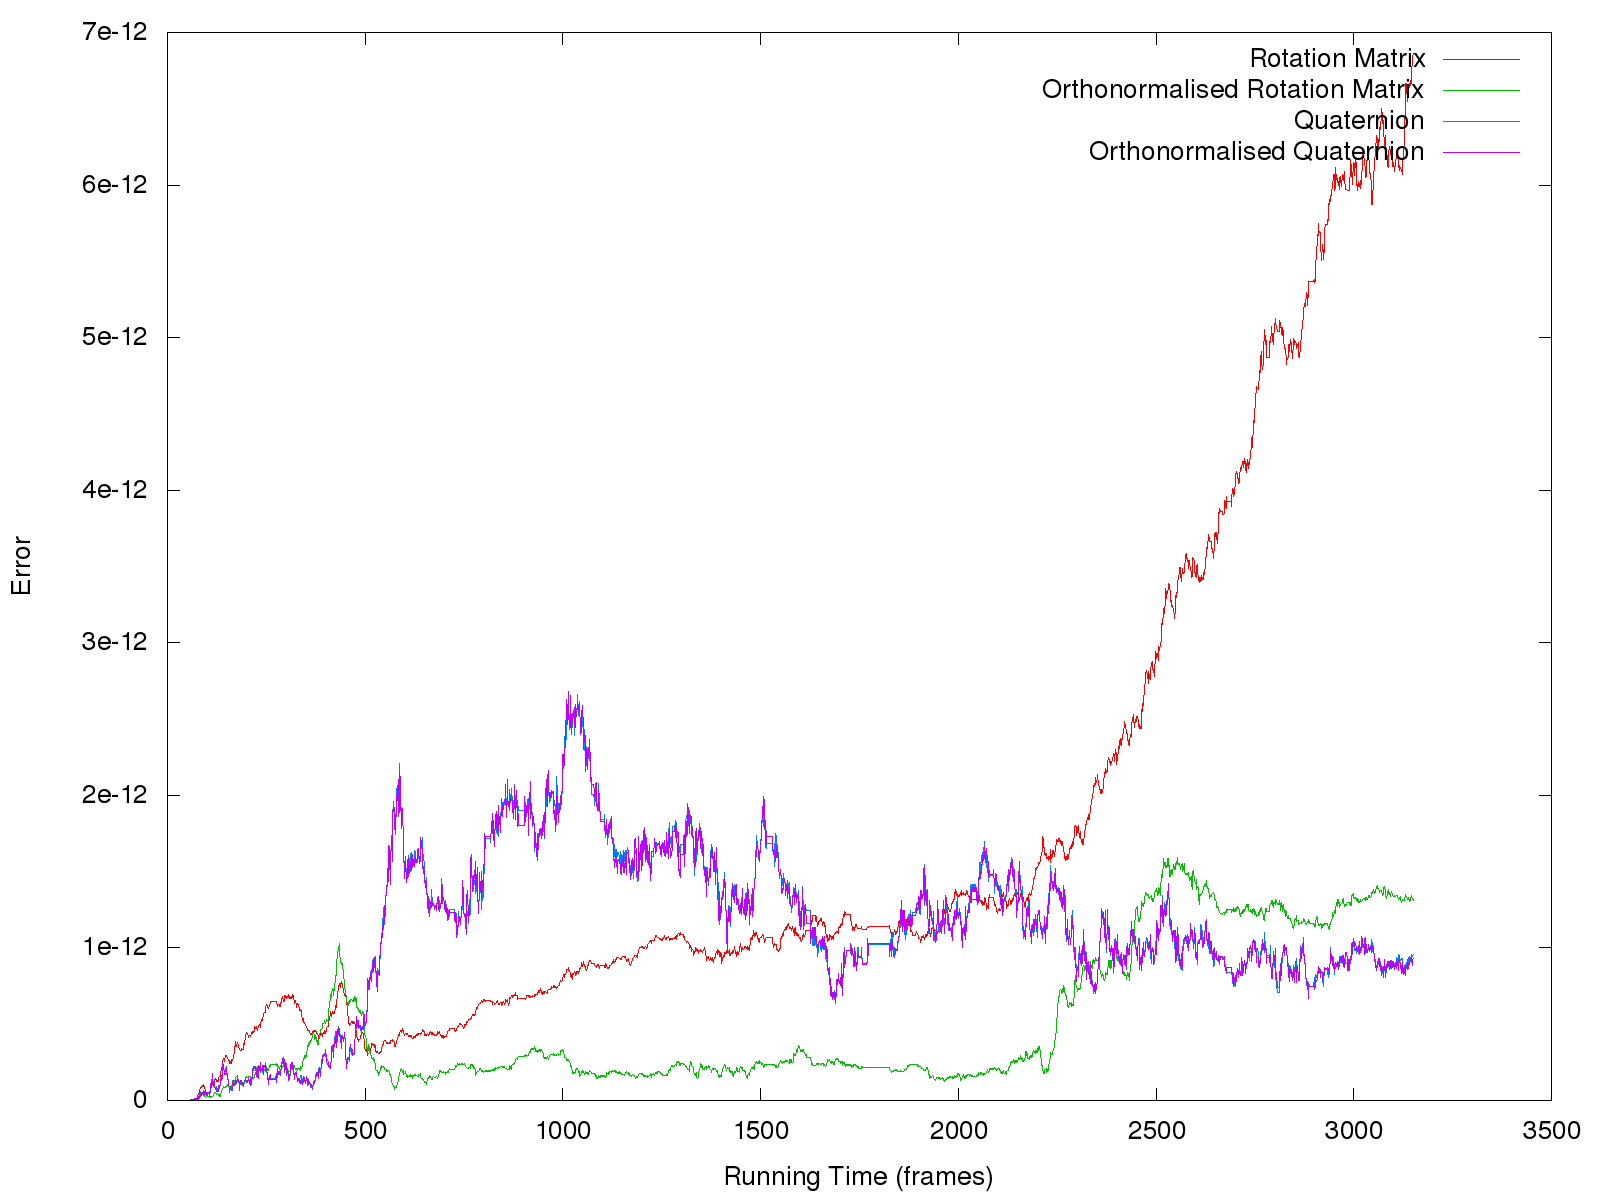 7e-12
6e-12
5e-12
4e-12
3e-12
2e-12
1e-12
0
Error
Rotation Matrix
Orthonormalised Rotation Matrix
Quaternion
Orthonormalised Quaternion
0 500 1000 1500 2000 2500 3000 3500
Running Time (frames)